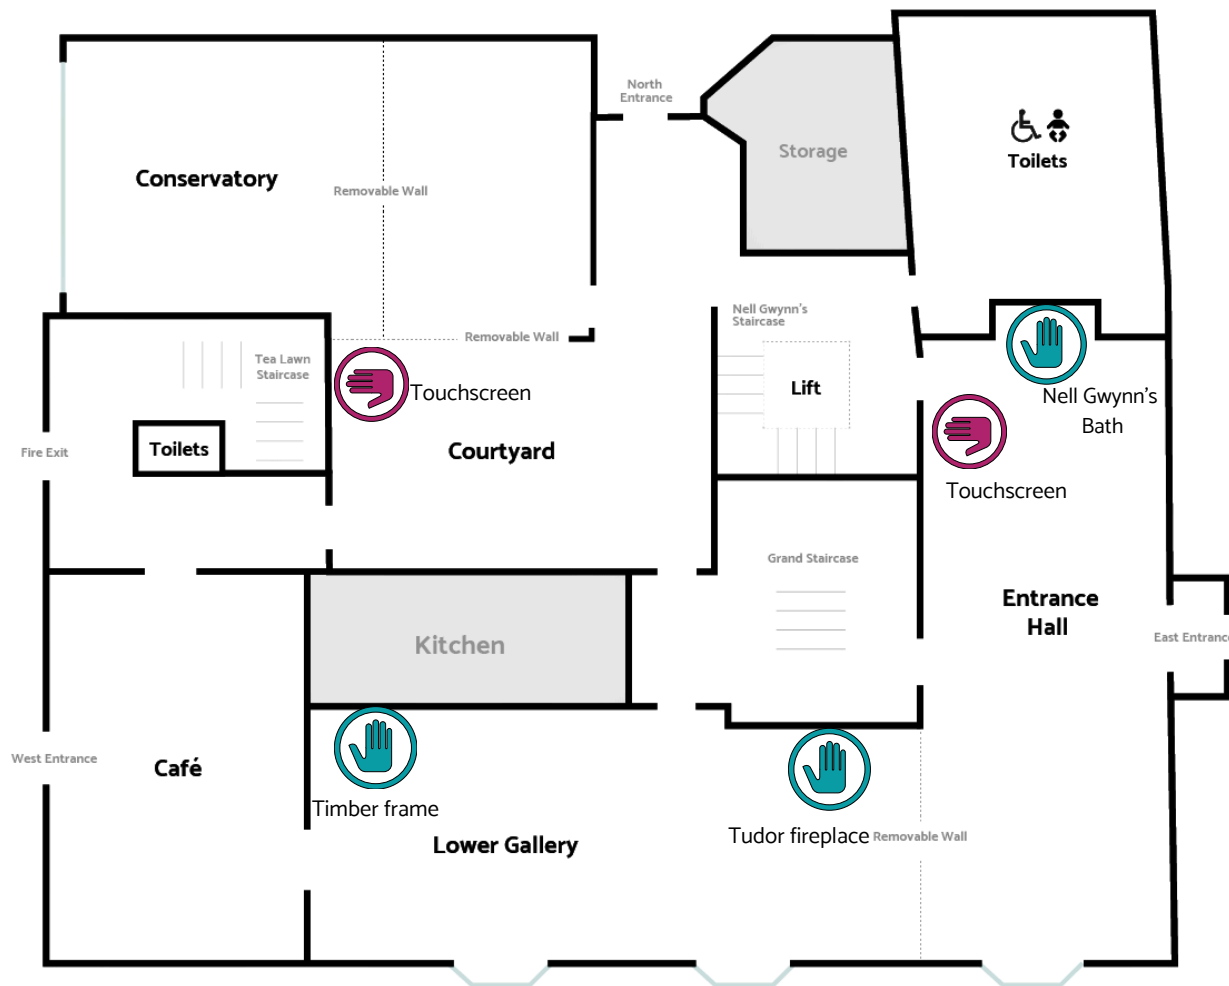 North
Entrance
Storage
Toilets
Conservatory
Removable Wall
Nell Gwynn's
Staircase
Removable Wall
Tea Lawn
Staircase
Touchscreen
Lift
Nell Gwynn's
Bath
Toilets
Fire Exit
Courtyard
Touchscreen
Grand Staircase
Entrance
Hall
East Entrance
Kitchen
West Entrance
Café
Timber frame
Tudor fireplace
Removable Wall
Lower Gallery